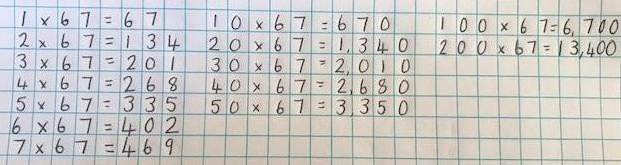 1 x 67 = 67
2 x 67 = 134
3 x 67 = 201
4 x 67 = 268
5 x 67 = 335
6 x 67 = 402
7 x 67 = 469
10 x 67 = 670
20 x 67 = 1,340
30 x 67 = 2,010
40 x 67 = 2,680
50 x 67 = 3,350
100 x 67 = 6,700
200 x 67 = 13,400